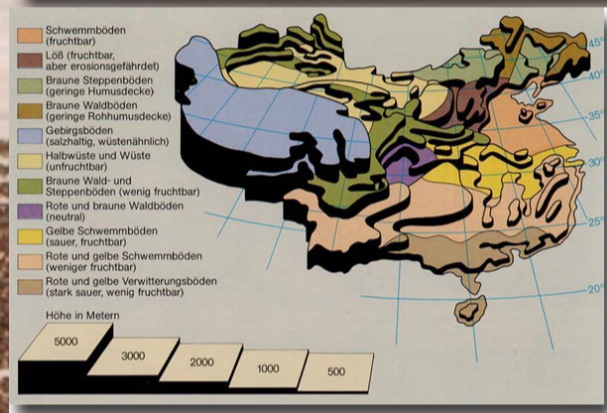 Schwemmböden
(fruchtbar)
Löß (fruchtbar,
aber erosionsgefährdet)
Braune Steppenböden
(geringe Humusdecke)
Braune Waldböden
(geringe Rohhumusdecke)
Gebirgsböden
(salzhaltig, wüstenähnlich)
Halbwüste und Wüste
(unfruchtbar)
Braune Wald- und
Steppenböden (wenig fruchtbar)
Rote und braune Waldböden
(neutral)
Gelbe Schwemmböden
(sauer, fruchtbar)
Rote und gelbe Schwemmböden
(weniger fruchtbar)
Rote und gelbe Verwitterungsböden
(stark sauer, wenig fruchtbar)
Höhe in Metern
5000
3000
2000
1000
500
45°
40°
35°
30°
25°
20°